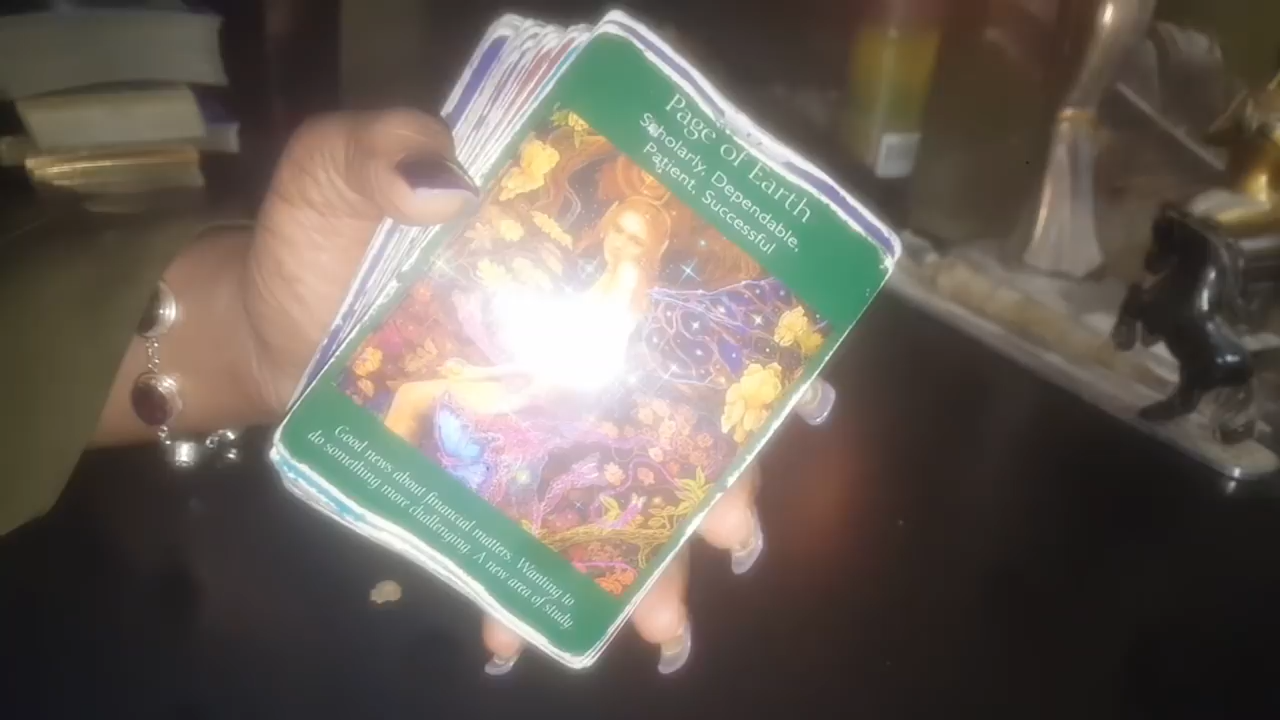 Page of Earth
Scholarly, Dependable,
Patient, Successful
Good news about financial matters. Wanting to
do something more challenging. A new area of study